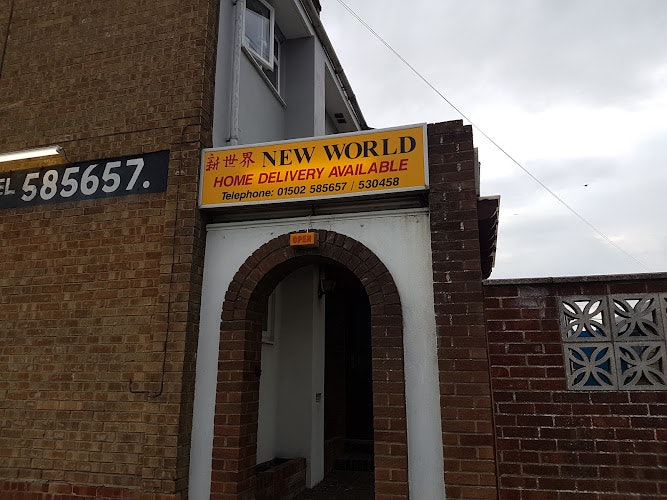 EL 585657.
新世界 NEW WORLD
HOME DELIVERY AVAILABLE
Telephone: 01502 585657 / 530458
OPEN